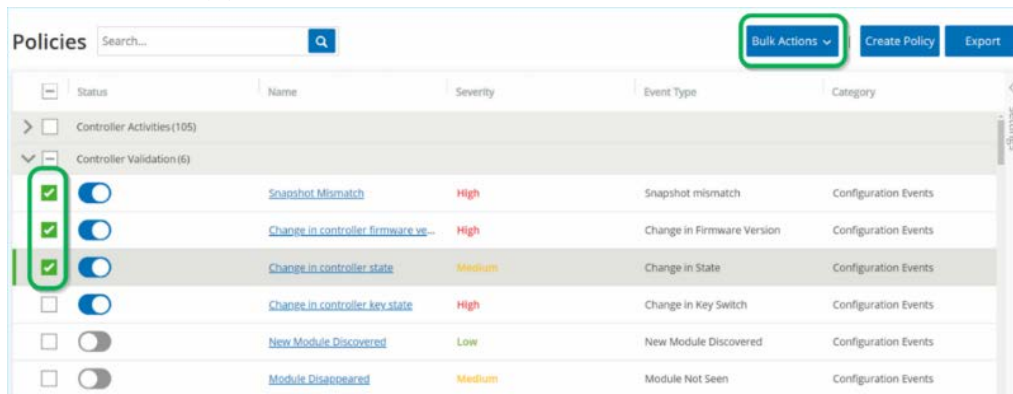 Policies Search... Bulk Actions Create Policy Export
Status Name Severity Event Type Category
Controller Activities (105)
Controller Validation (6)
Snapshot Mismatch High Snapshot mismatch Configuration Events
Change in controller firmware ve... High Change in Firmware Version Configuration Events
Change in controller state Medium Change in State Configuration Events
Change in controller key state High Change in Key Switch Configuration Events
New Module Discovered Low New Module Discovered Configuration Events
Module Disappeared Medium Module Not Seen Configuration Events